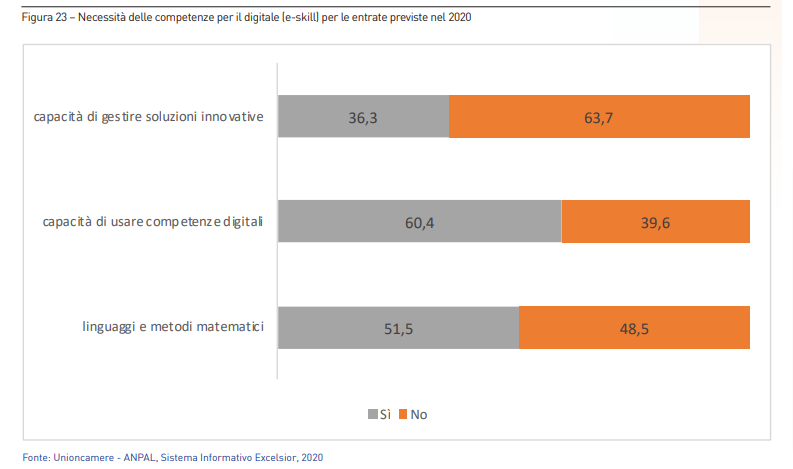 Figura 23 – Necessità delle competenze per il digitale (e-skill) per le entrate previste nel 2020
capacità di gestire soluzioni innovative
36,3
63,7
capacità di usare competenze digitali
60,4
39,6
linguaggi e metodi matematici
51,5
48,5
Sì No
Fonte: Unioncamere - ANPAL, Sistema Informativo Excelsior, 2020